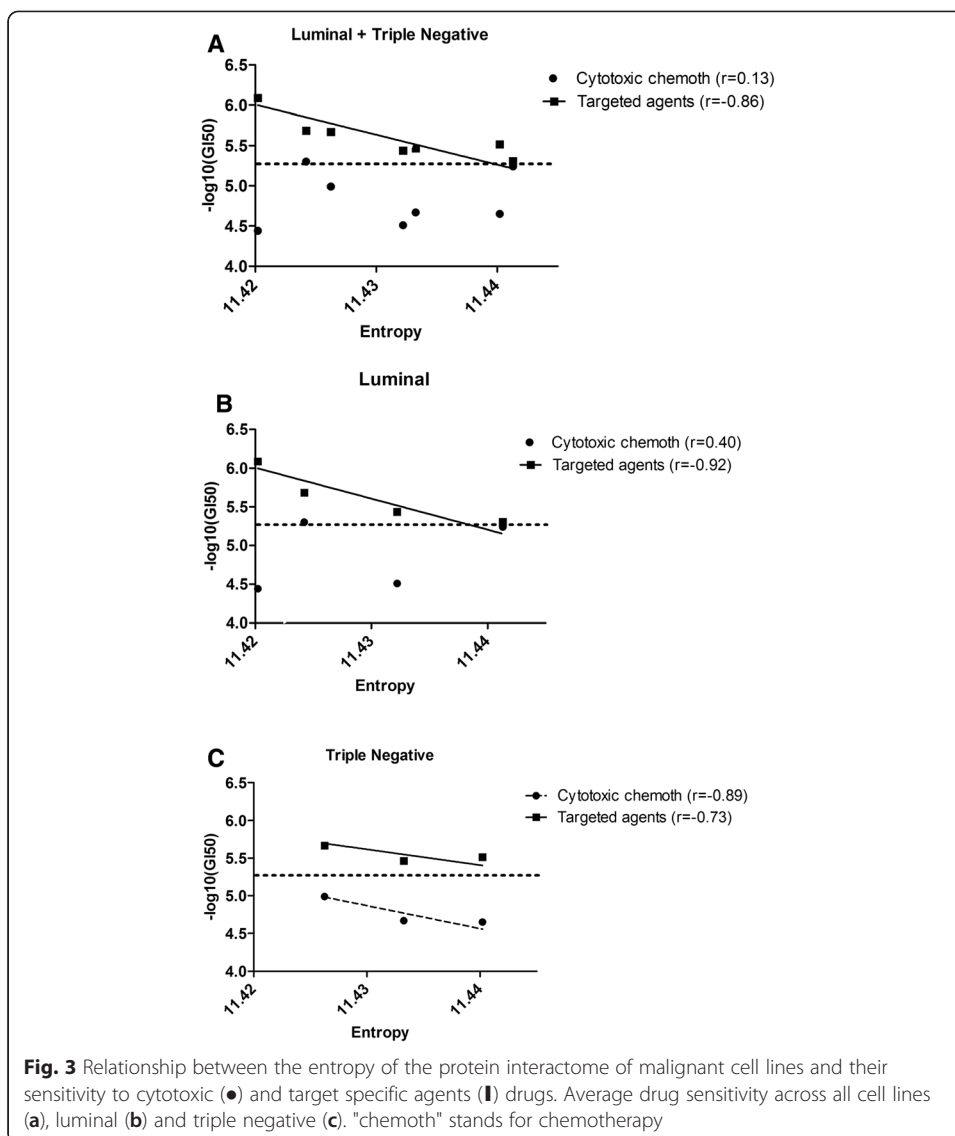 A
Luminal + Triple Negative
6.5
6.0
5.5
5.0
4.5
4.0
-log10(GI50)
11.42
11.43
11.44
Entropy
Cytotoxic chemoth (r=0.13)
Targeted agents (r=-0.86)
B
Luminal
6.5
6.0
5.5
5.0
4.5
4.0
-log10(GI50)
11.42
11.43
11.44
Entropy
Cytotoxic chemoth (r=0.40)
Targeted agents (r=-0.92)
C
Triple Negative
6.5
6.0
5.5
5.0
4.5
4.0
-log10(GI50)
11.42
11.43
11.44
Entropy
Cytotoxic chemoth (r=-0.89)
Targeted agents (r=-0.73)
Fig. 3 Relationship between the entropy of the protein interactome of malignant cell lines and their
sensitivity to cytotoxic (●) and target specific agents (❚) drugs. Average drug sensitivity across all cell lines
(a), luminal (b) and triple negative (c). "chemoth" stands for chemotherapy